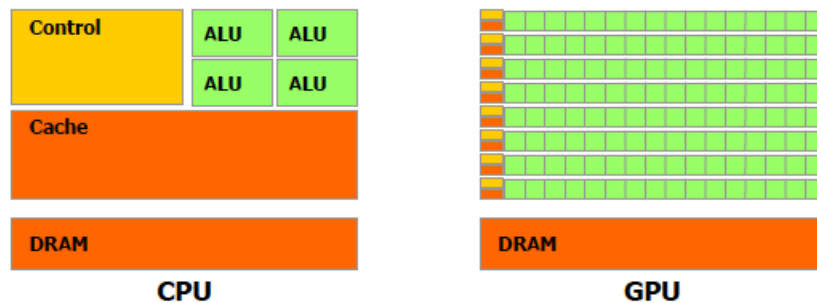 Control
ALU ALU
ALU ALU
Cache
DRAM
CPU
DRAM
GPU